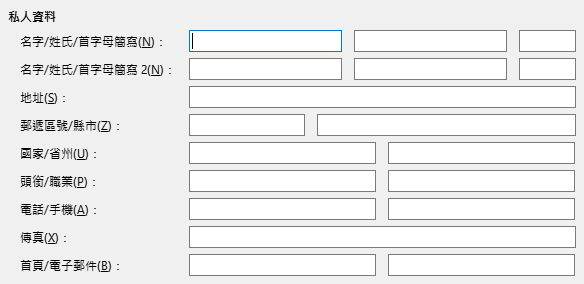 私人資料
名字/姓氏/首字母簡寫(N)：
名字/姓氏/首字母簡寫 2(N)：
地址(S)：
郵遞區號/縣市(Z)：
國家/省州(U)：
頭銜/職業(P)：
電話/手機(A)：
傳真(X)：
首頁/電子郵件(B)：